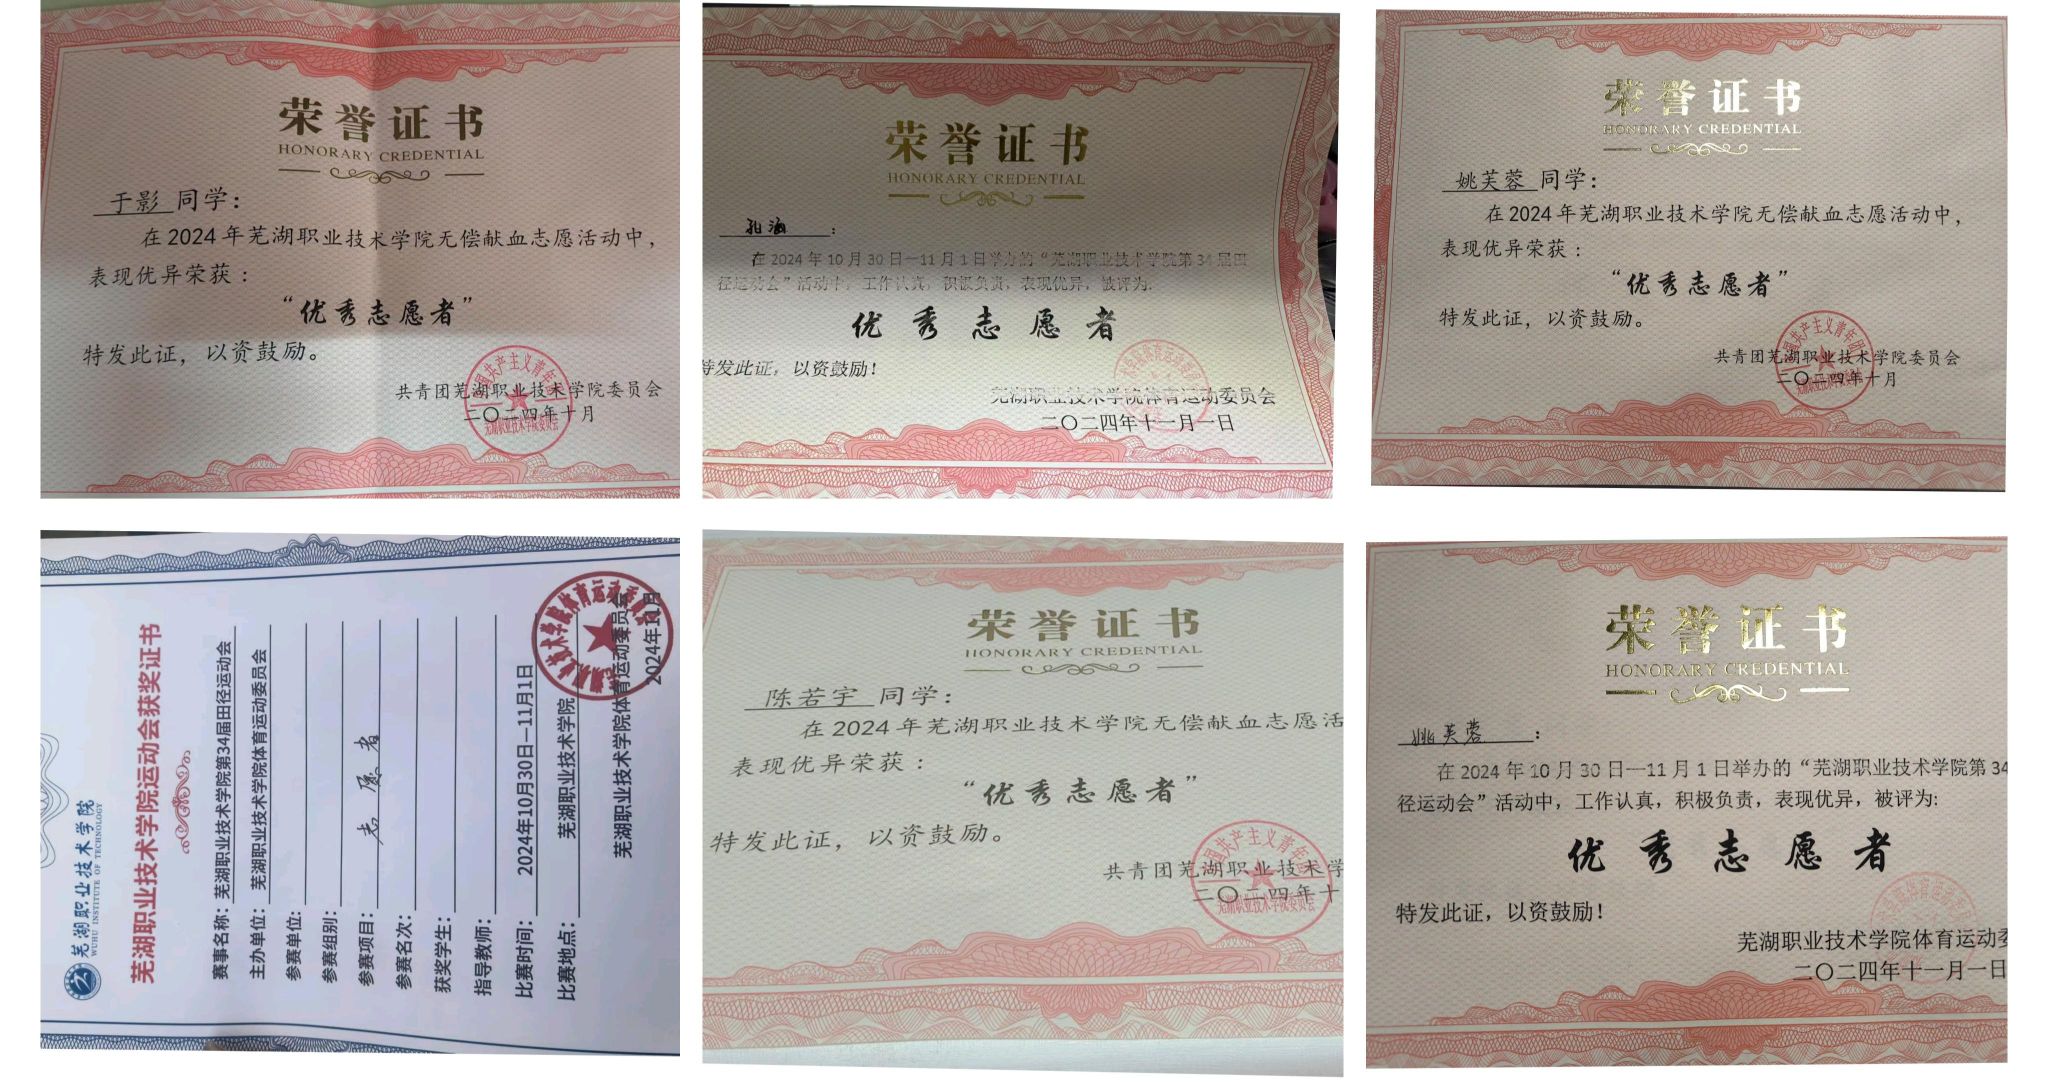 荣誉证书
HONORARY CREDENTIAL
于影 同学：
在2024年芜湖职业技术学院无偿献血志愿活动中，
表现优异荣获：
“优秀志愿者”
特发此证，以资鼓励。
共青团芜湖职业技术学院委员会
二〇二四年十月
荣誉证书
HONORARY CREDENTIAL
孔海：
在 2024 年 10 月 30 日—11 月 1 日举办的“芜湖职业技术学院第 34 届田
径运动会”活动中，工作认真，积极负责，表现优异，被评为：
优秀志愿者
特发此证，以资鼓励！
芜湖职业技术学院体育运动委员会
二〇二四年十一月一日
荣誉证书
HONORARY CREDENTIAL
姚芙蓉 同学：
在2024年芜湖职业技术学院无偿献血志愿活动中，
表现优异荣获：
“优秀志愿者”
特发此证，以资鼓励。
共青团芜湖职业技术学院委员会
二〇二四年十月
芜湖职业技术学院
WUHU INSTITUTE OF TECHNOLOGY
芜湖职业技术学院运动会获奖证书
赛事名称：芜湖职业技术学院第34届田径运动会
主办单位：芜湖职业技术学院体育运动委员会
参赛单位：
参赛组别：
参赛项目：志愿者
参赛名次：
获奖学生：
指导教师：
比赛时间：2024年10月30日—11月1日
比赛地点：芜湖职业技术学院
芜湖职业技术学院体育运动委员会
2024年11月
荣誉证书
HONORARY CREDENTIAL
陈若宇 同学：
在2024年芜湖职业技术学院无偿献血志愿活
表现优异荣获：
“优秀志愿者”
特发此证，以资鼓励。
共青团芜湖职业技术学
二〇二四年十
荣誉证书
HONORARY CREDENTIAL
姚芙蓉：
在 2024 年 10 月 30 日—11 月 1 日举办的“芜湖职业技术学院第 34
径运动会”活动中，工作认真，积极负责，表现优异，被评为:
优秀志愿者
特发此证，以资鼓励！
芜湖职业技术学院体育运动委
二〇二四年十一月一日